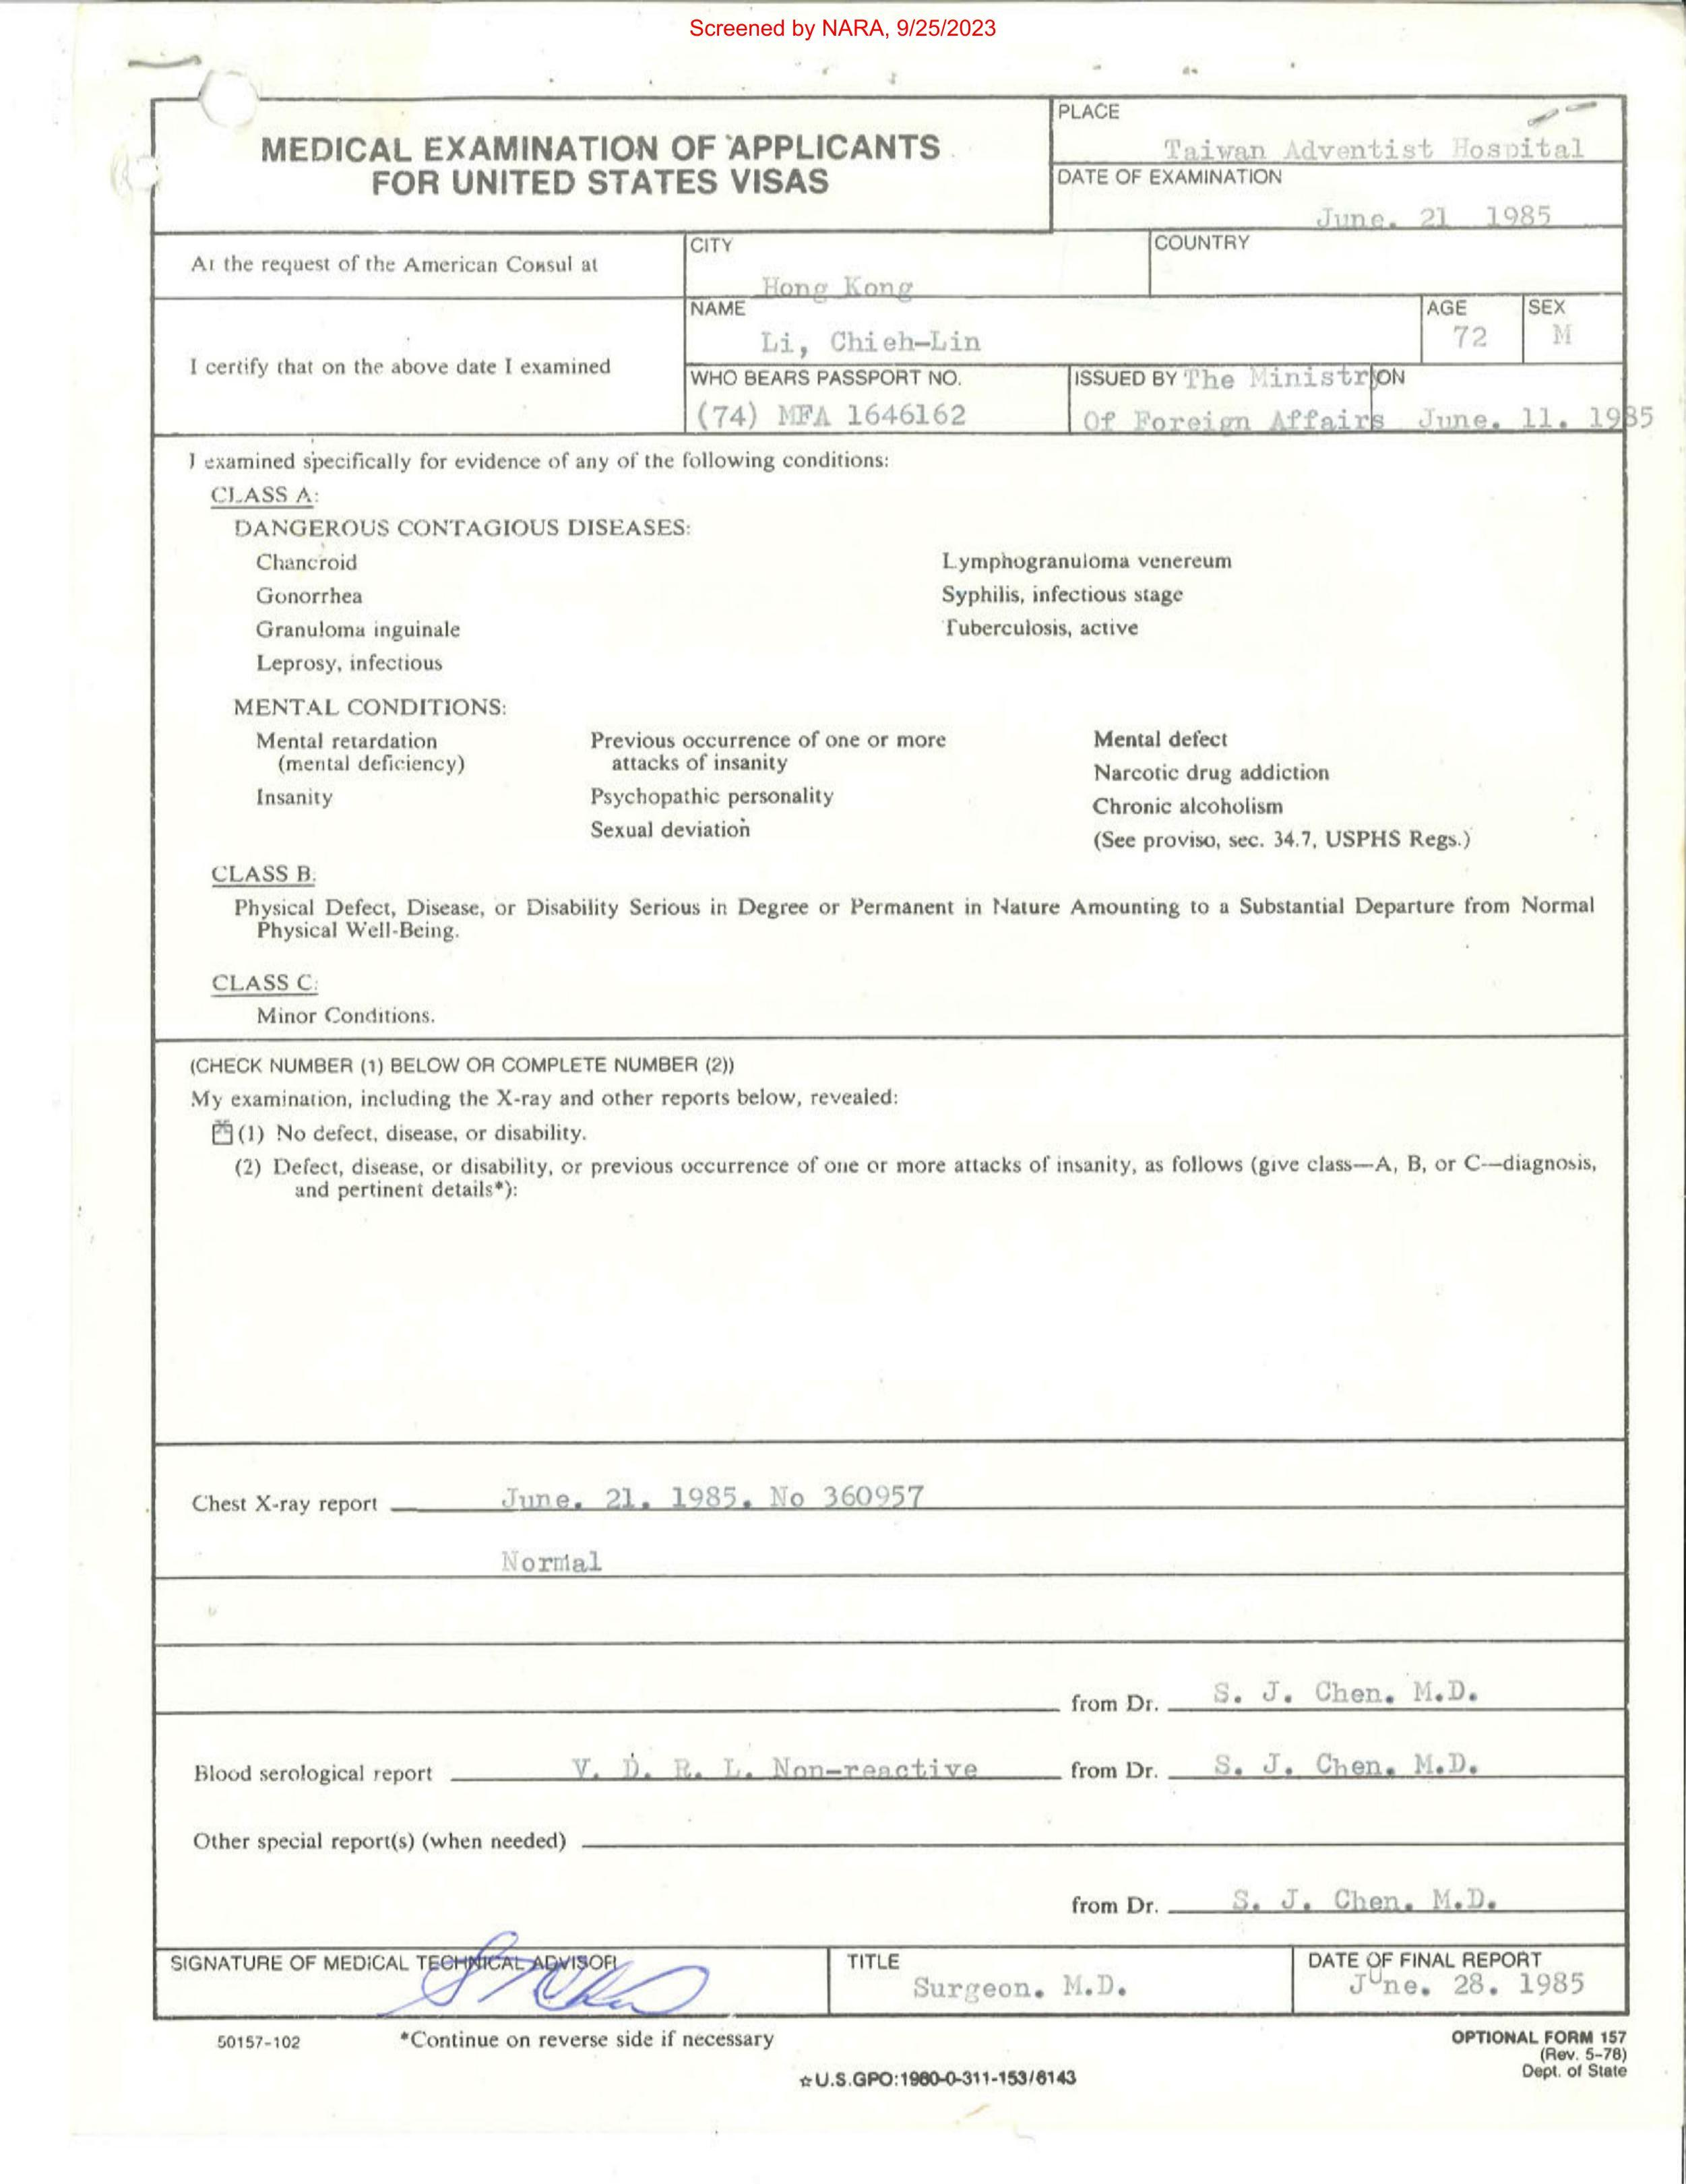 Screened by NARA, 9/25/2023
MEDICAL EXAMINATION OF APPLICANTS
FOR UNITED STATES VISAS
PLACE
Taiwan Adventist Hospital
DATE OF EXAMINATION
June. 21 1985
At the request of the American Consul at
CITY
Hong Kong
COUNTRY
I certify that on the above date I examined
NAME
Li, Chieh-Lin
AGE
72
SEX
M
WHO BEARS PASSPORT NO.
(74) MFA 1646162
ISSUED BY The Ministr ON
Of Foreign Affairs June. 11. 1985
I examined specifically for evidence of any of the following conditions:
CLASS A:
DANGEROUS CONTAGIOUS DISEASES:
Chancroid
Gonorrhea
Granuloma inguinale
Leprosy, infectious
Lymphogranuloma venereum
Syphilis, infectious stage
Tuberculosis, active
MENTAL CONDITIONS:
Mental retardation
(mental deficiency)
Insanity
Previous occurrence of one or more
attacks of insanity
Psychopathic personality
Sexual deviation
Mental defect
Narcotic drug addiction
Chronic alcoholism
(See proviso, sec. 34.7, USPHS Regs.)
CLASS B.
Physical Defect, Disease, or Disability Serious in Degree or Permanent in Nature Amounting to a Substantial Departure from Normal
Physical Well-Being.
CLASS C:
Minor Conditions.
(CHECK NUMBER (1) BELOW OR COMPLETE NUMBER (2))
My examination, including the X-ray and other reports below, revealed:
(1) No defect, disease, or disability.
(2) Defect, disease, or disability, or previous occurrence of one or more attacks of insanity, as follows (give class—A, B, or C—diagnosis,
and pertinent details*):
Chest X-ray report June. 21. 1985. No 360957
Normal
from Dr. S. J. Chen. M.D.
Blood serological report V. D. R. L. Non-reactive from Dr. S. J. Chen. M.D.
Other special report(s) (when needed)
from Dr. S. J. Chen. M.D.
SIGNATURE OF MEDICAL TECHNICAL ADVISOR
TITLE
Surgeon. M.D.
DATE OF FINAL REPORT
June. 28. 1985
50157-102
*Continue on reverse side if necessary
OPTIONAL FORM 157
(Rev. 5-78)
Dept. of State
☆U.S.GPO:1980-0-311-153/6143